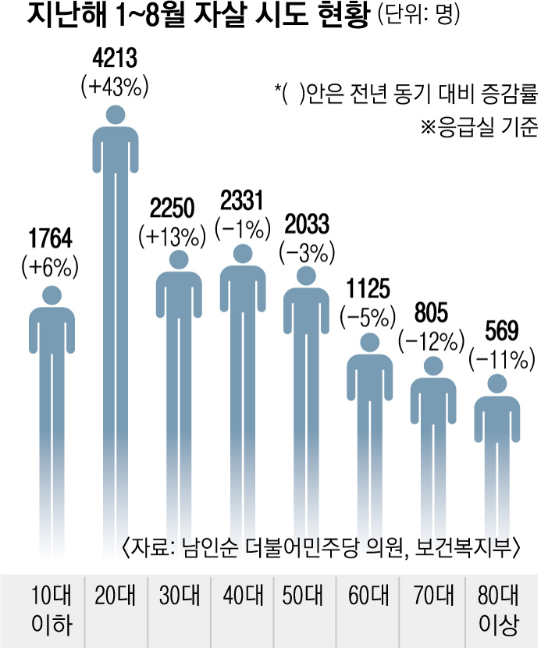 지난해 1~8월 자살 시도 현황 (단위: 명)
*( )안은 전년 동기 대비 증감률
※응급실 기준
1764
(+6%)
4213
(+43%)
2250
(+13%)
2331
(−1%)
2033
(−3%)
1125
(−5%)
805
(−12%)
569
(−11%)
〈자료: 남인순 더불어민주당 의원, 보건복지부〉
10대
이하
20대
30대
40대
50대
60대
70대
80대
이상